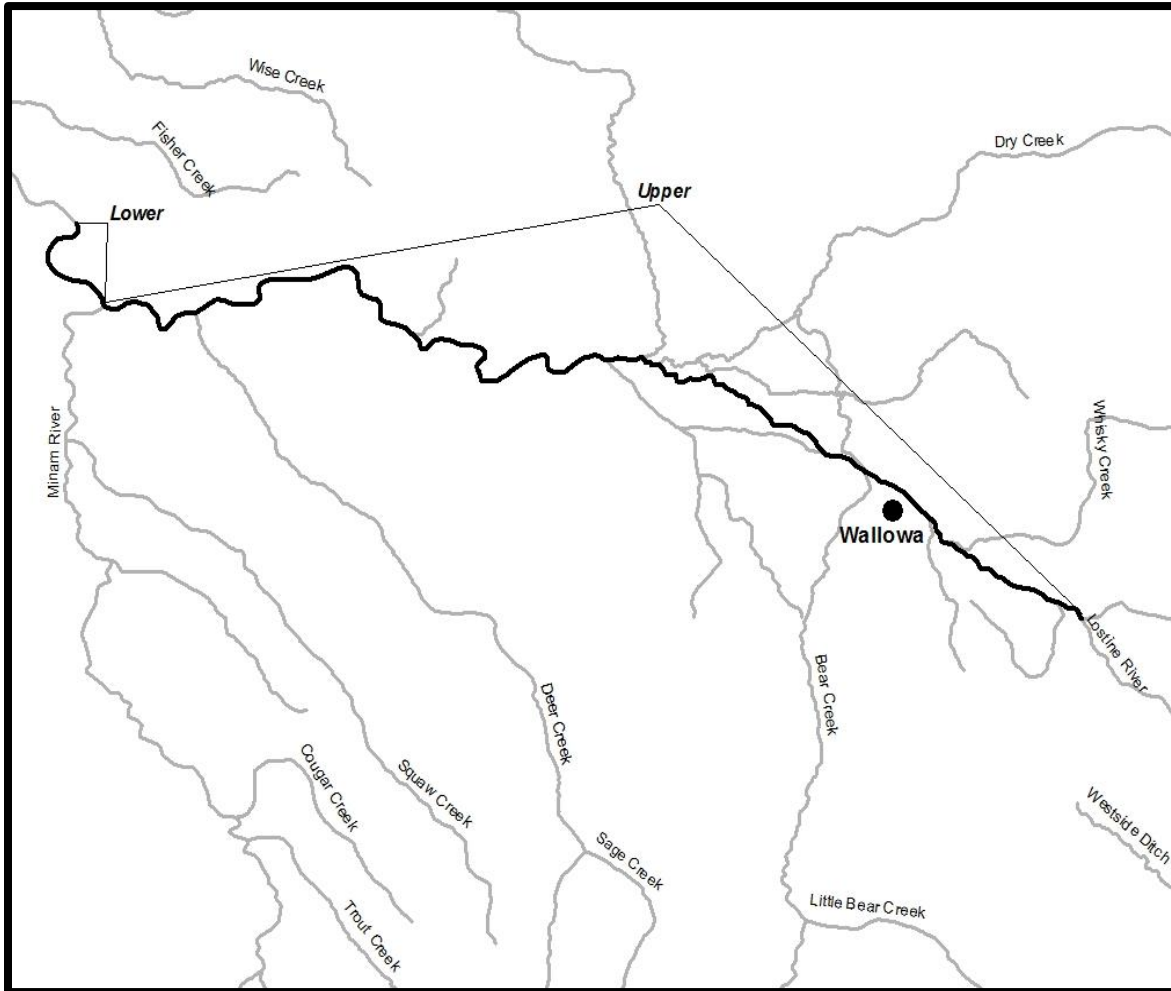 Wise Creek
Fisher Creek
Dry Creek
Upper
Lower
Minam River
Whisky Creek
Wallowa
Lostine River
Bear Creek
Deer Creek
Squaw Creek
Cougar Creek
Westside Ditch
Sage Creek
Trout Creek
Little Bear Creek